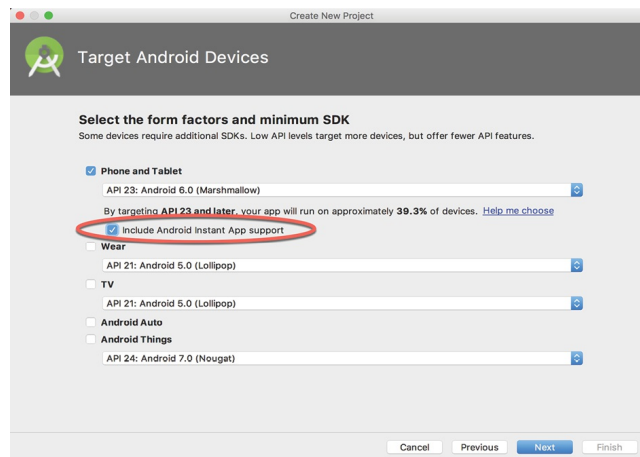 Create New Project
Target Android Devices
Select the form factors and minimum SDK
Some devices require additional SDKs. Low API levels target more devices, but offer fewer API features.
Phone and Tablet
API 23: Android 6.0 (Marshmallow)
By targeting API 23 and later, your app will run on approximately 39.3% of devices. Help me choose
Include Android Instant App support
Wear
API 21: Android 5.0 (Lollipop)
TV
API 21: Android 5.0 (Lollipop)
Android Auto
Android Things
API 24: Android 7.0 (Nougat)
Cancel Previous Next Finish